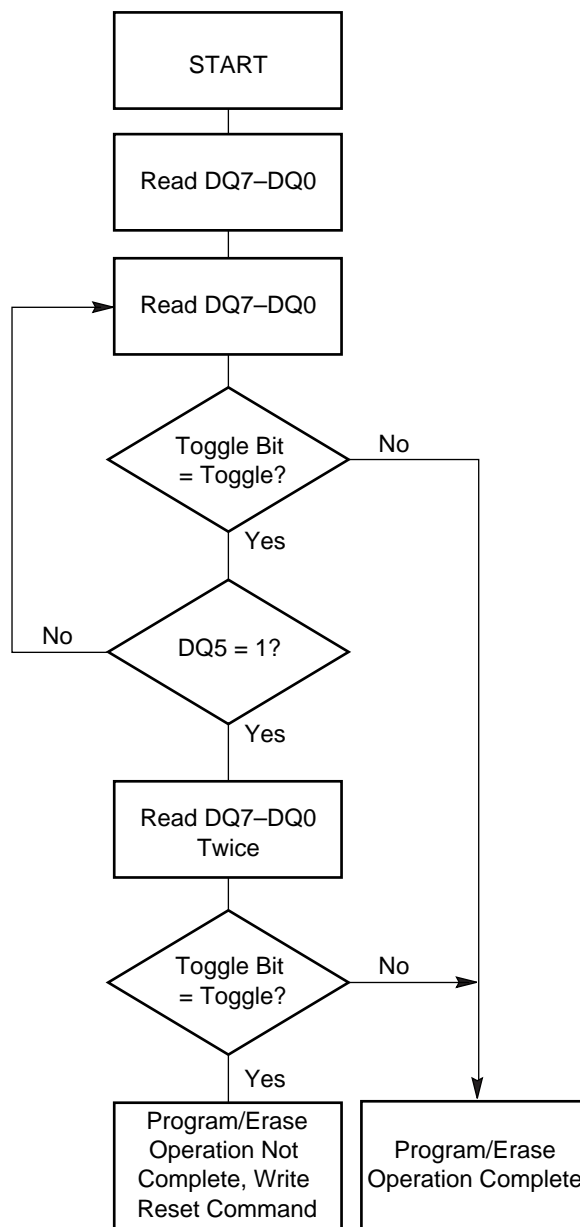 START
Read DQ7–DQ0
Read DQ7–DQ0
Toggle Bit
= Toggle?
No
Yes
No
DQ5 = 1?
Yes
Read DQ7–DQ0
Twice
Toggle Bit
= Toggle?
No
Yes
Program/Erase
Operation Not
Complete, Write
Reset Command
Program/Erase
Operation Complete